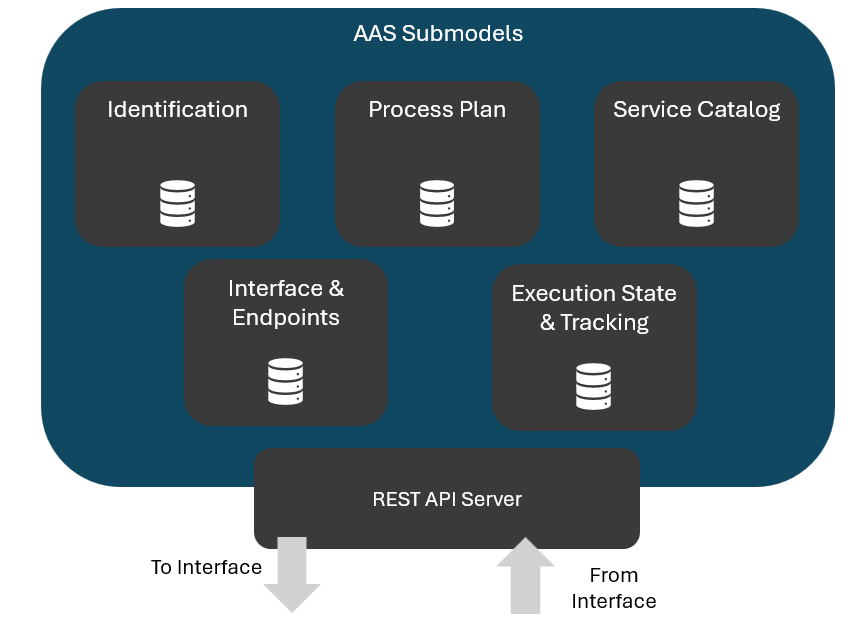 AAS Submodels
Identification
Process Plan
Service Catalog
Interface &
Endpoints
Execution State
& Tracking
REST API Server
To Interface
From
Interface